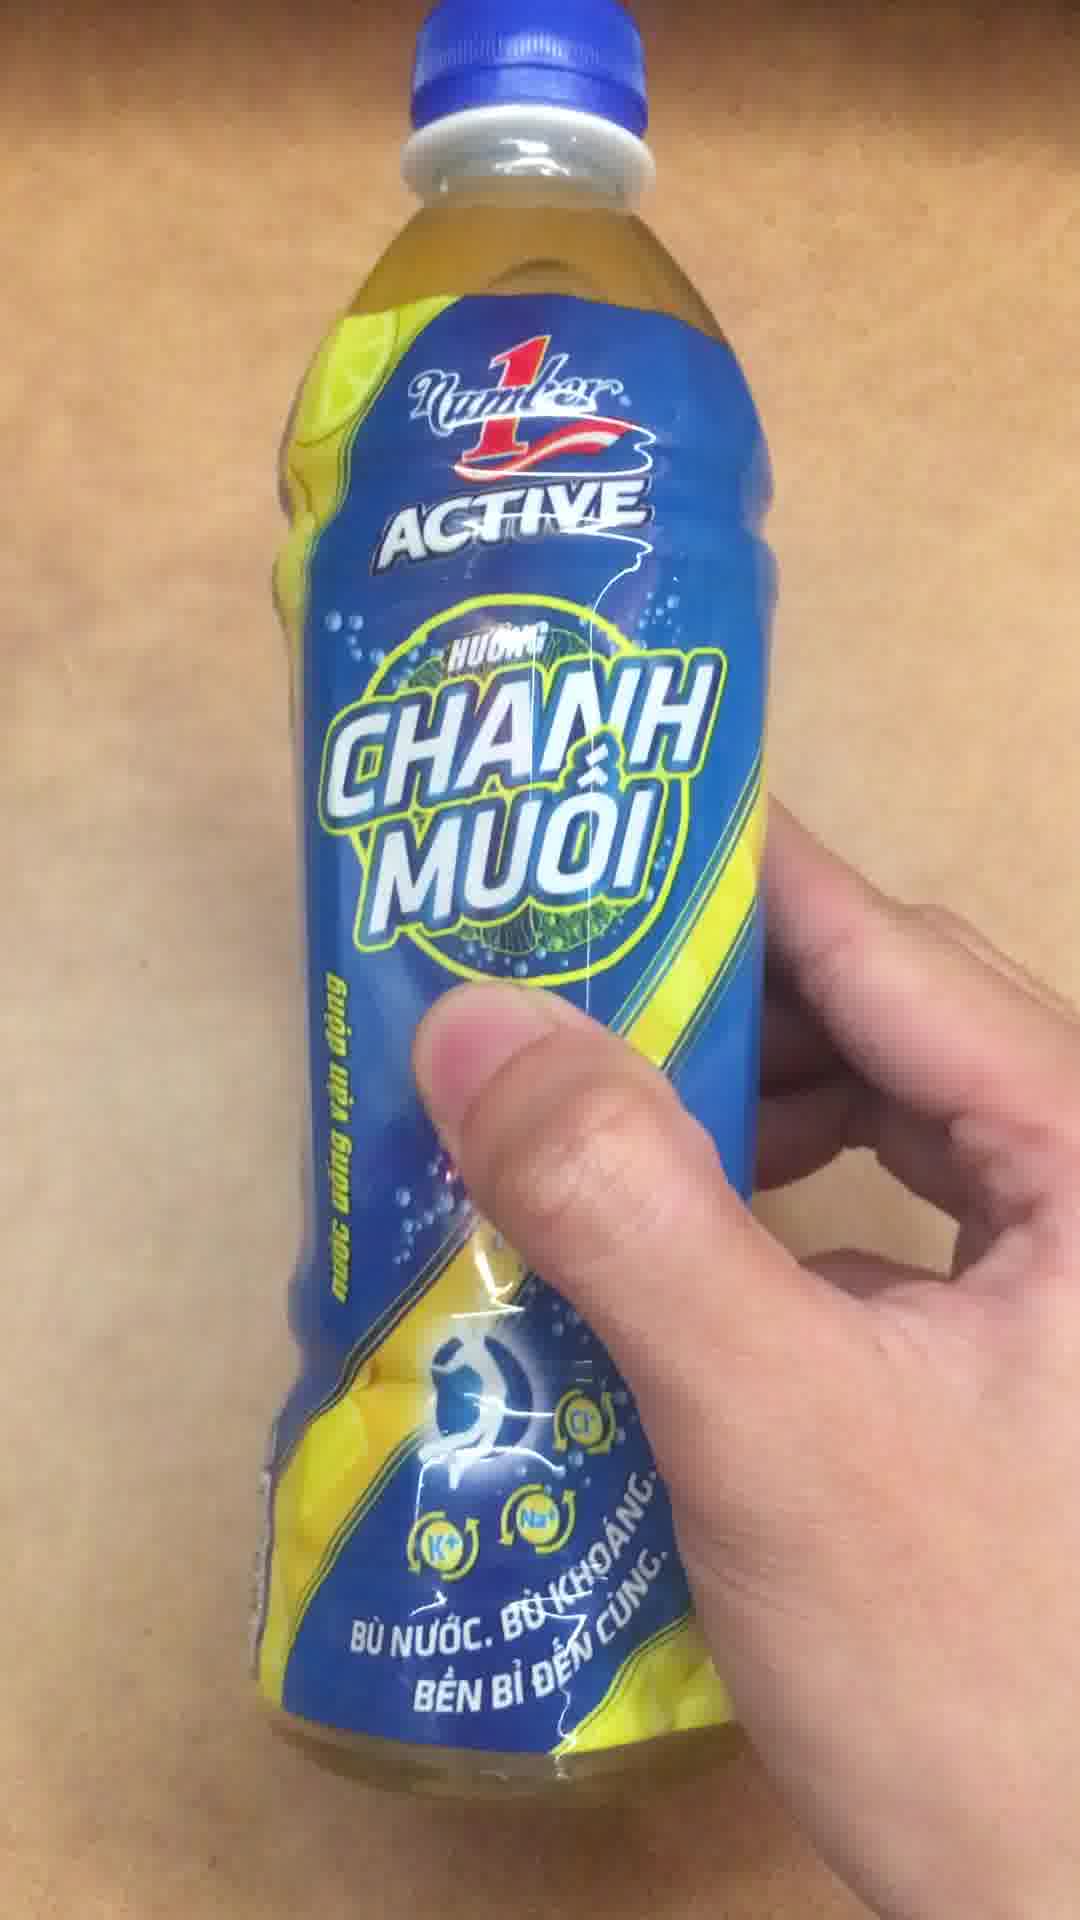 Number 1
ACTIVE
HƯƠNG
CHANH
MUỐI
nước uống vận động
Cl-
Na+
K+
BÙ NƯỚC. BÙ KHOÁNG.
BỀN BỈ ĐẾN CÙNG.